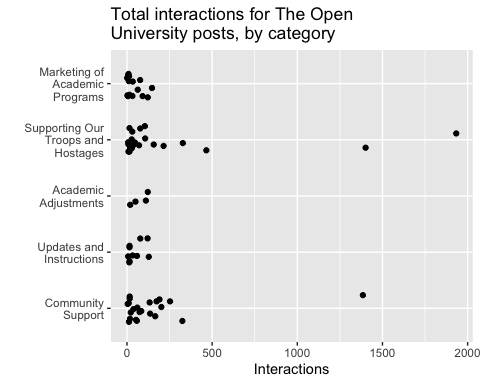 Total interactions for The Open
University posts, by category
Marketing of
Academic
Programs
Supporting Our
Troops and
Hostages
Academic
Adjustments
Updates and
Instructions
Community
Support
0
500
1000
1500
2000
Interactions